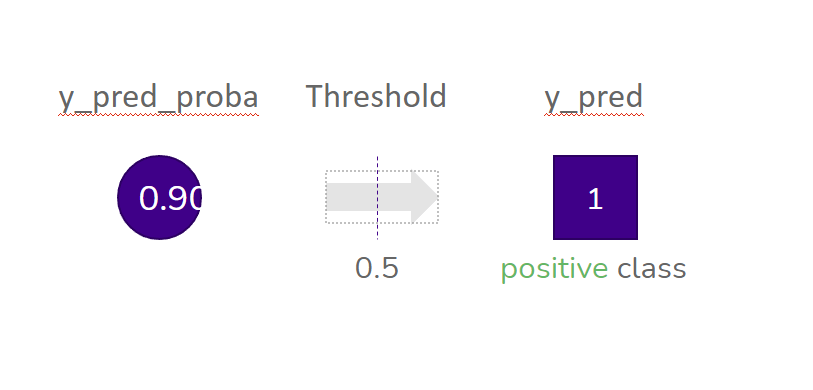 y_pred_proba Threshold y_pred
0.90 1
0.5 positive class